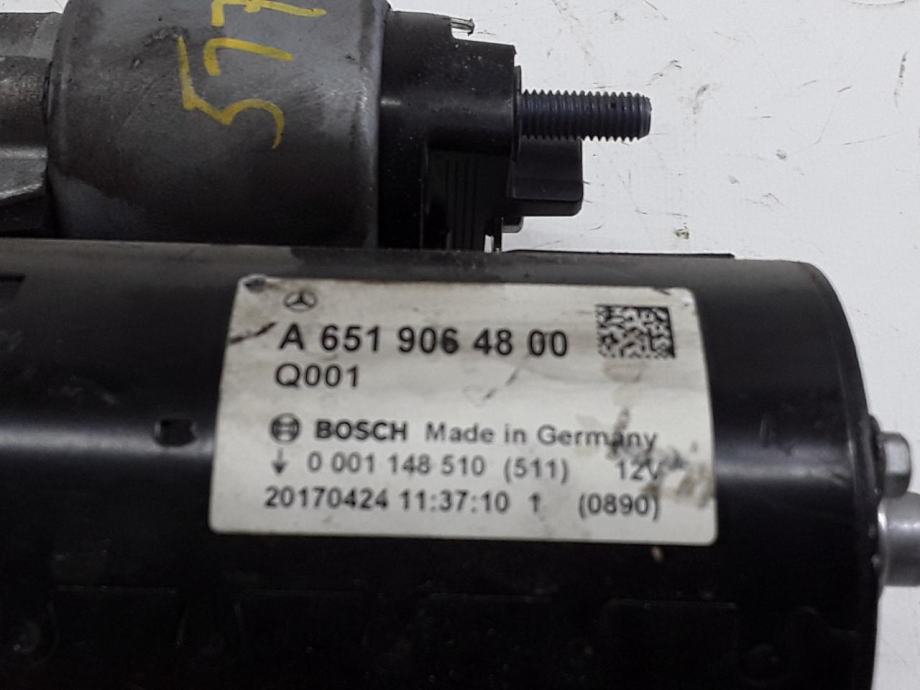 577
A 651 906 48 00
Q001
BOSCH Made in Germany
0 001 148 510 (511) 12V
20170424 11:37:10 1 (0890)